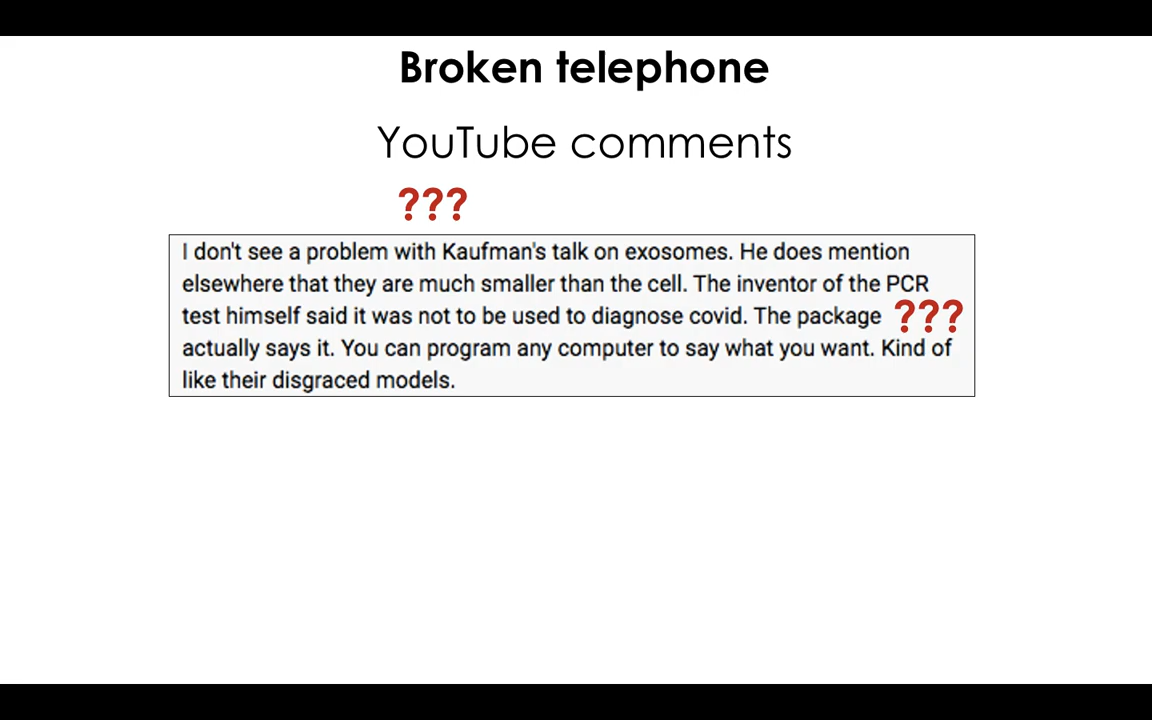 Broken telephone
YouTube comments
???
I don't see a problem with Kaufman's talk on exosomes. He does mention
elsewhere that they are much smaller than the cell. The inventor of the PCR
test himself said it was not to be used to diagnose covid. The package ???
actually says it. You can program any computer to say what you want. Kind of
like their disgraced models.